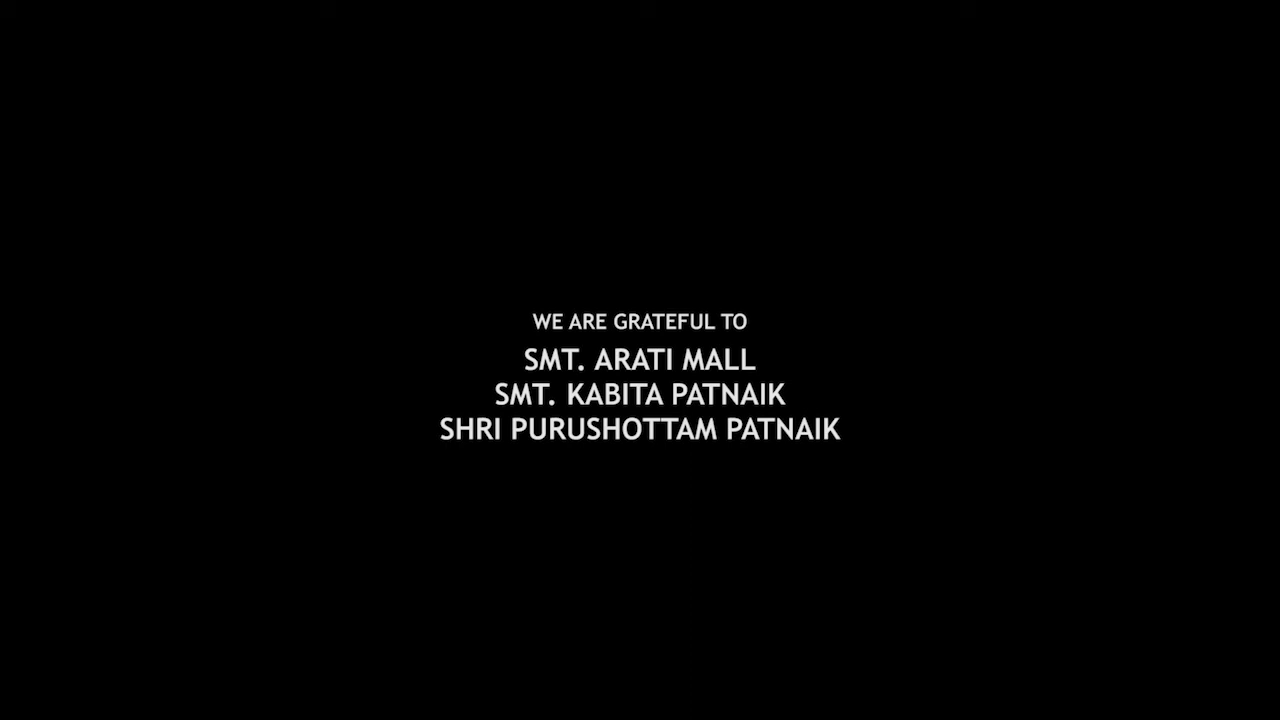 WE ARE GRATEFUL TO
SMT. ARATI MALL
SMT. KABITA PATNAIK
SHRI PURUSHOTTAM PATNAIK